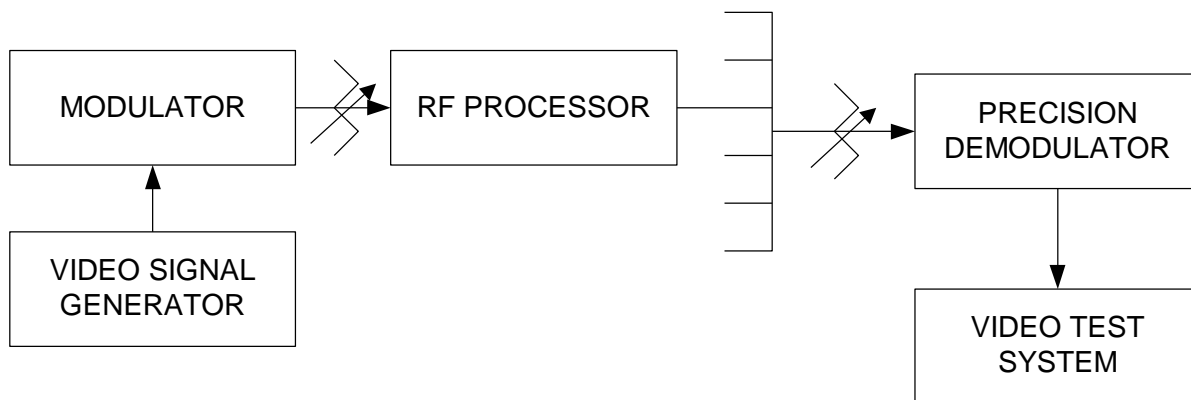 MODULATOR
RF PROCESSOR
PRECISION
DEMODULATOR
VIDEO SIGNAL
GENERATOR
VIDEO TEST
SYSTEM